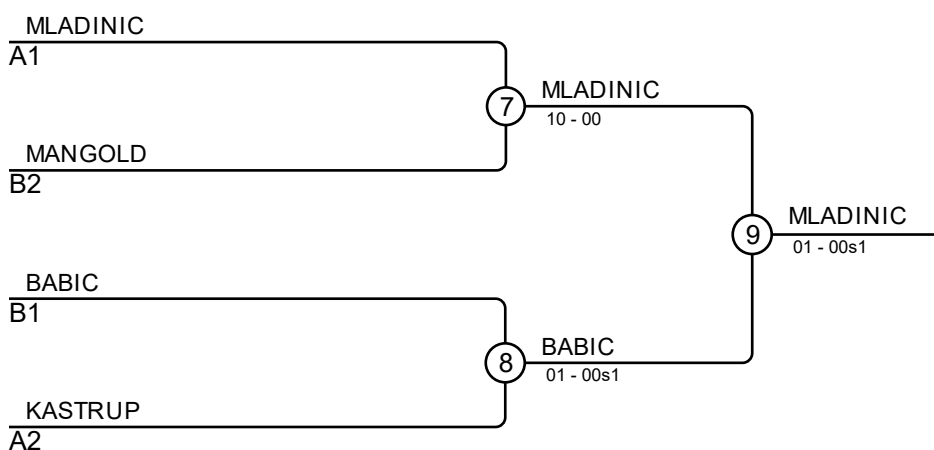 MLADINIC
A1
7
MLADINIC
10 - 00
MANGOLD
B2
9
MLADINIC
01 - 00s1
BABIC
B1
8
BABIC
01 - 00s1
KASTRUP
A2